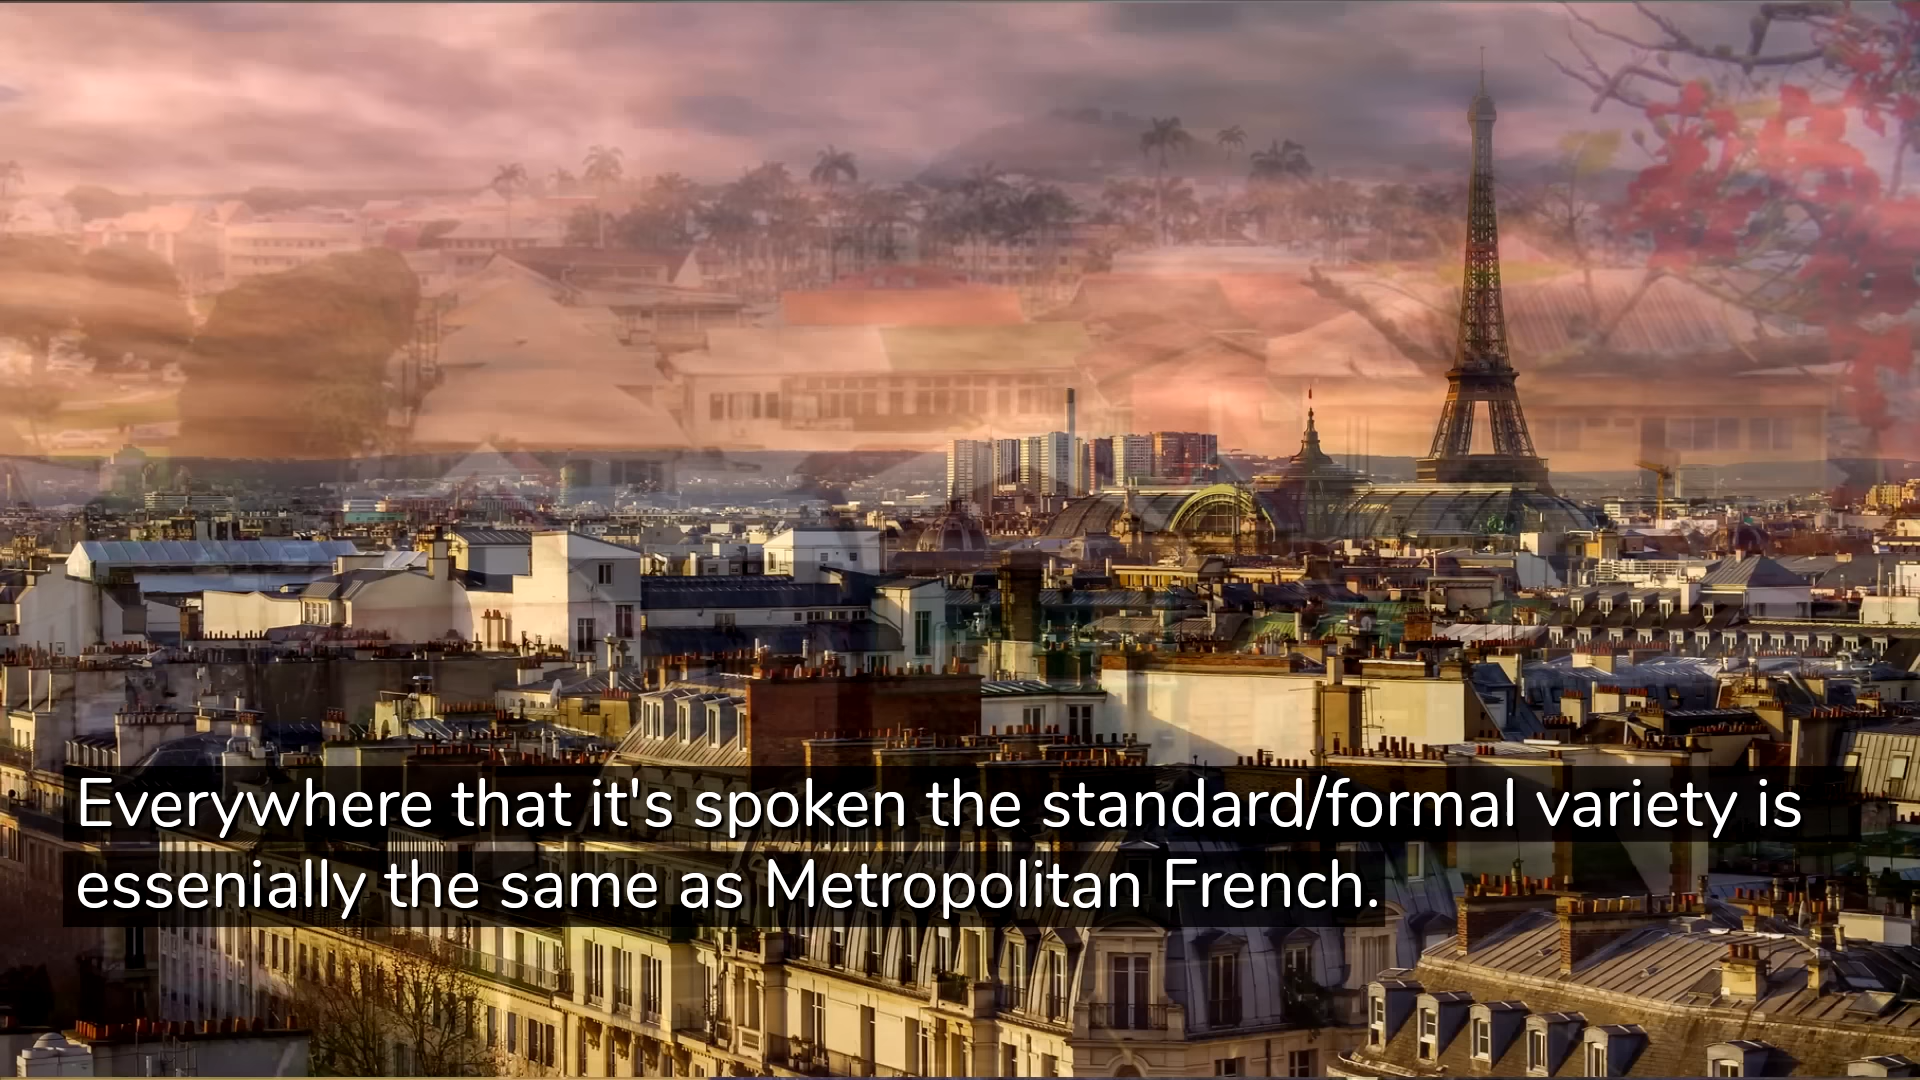 Everywhere that it's spoken the standard/formal variety is
essenially the same as Metropolitan French.